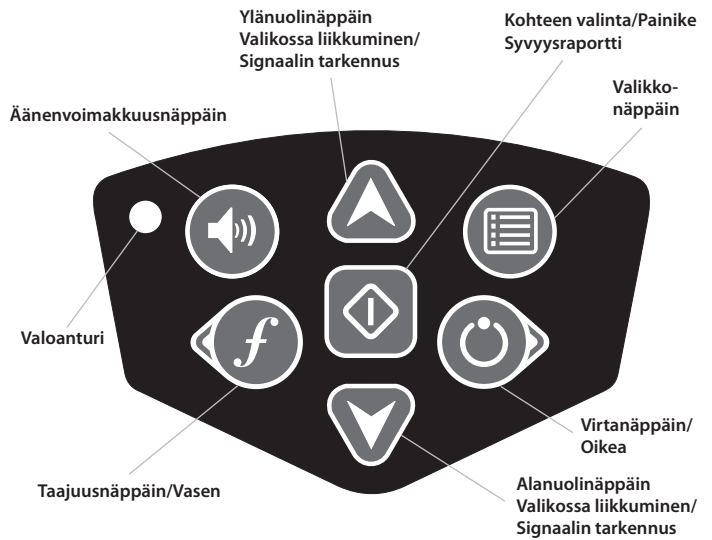 Ylänuolinäppäin
Valikossa liikkuminen/
Signaalin tarkennus
Kohteen valinta/Painike
Syvyysraportti
Valikko-
näppäin
Äänenvoimakkuusnäppäin
f
Valoanturi
Virtanäppäin/
Oikea
Taajuusnäppäin/Vasen
Alanuolinäppäin
Valikossa liikkuminen/
Signaalin tarkennus